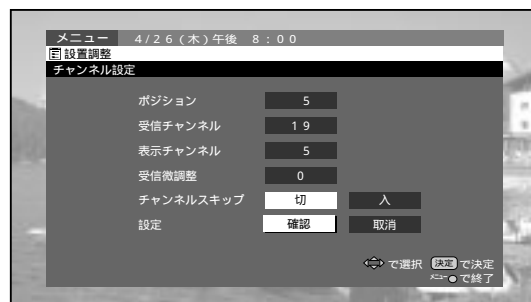 メニュー 4/26(木)午後 8:00
設置調整
チャンネル設定
ポジション 5
受信チャンネル 19
表示チャンネル 5
受信微調整 0
チャンネルスキップ 切 入
設定 確認 取消
で選択 決定 で決定
メニュー で終了